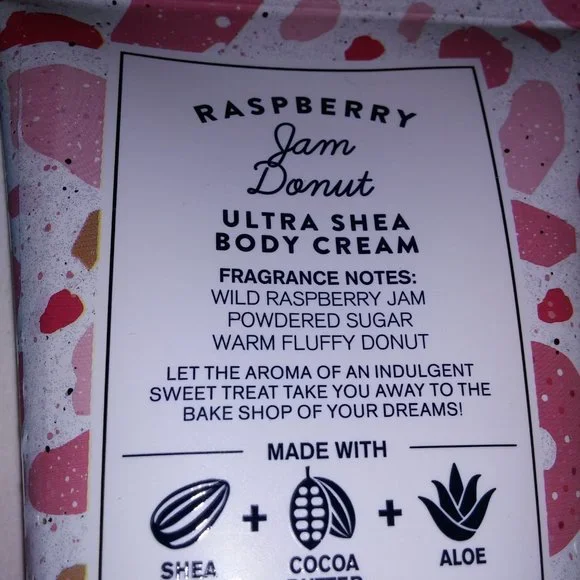 RASPBERRY
Jam
Donut
ULTRA SHEA
BODY CREAM
FRAGRANCE NOTES:
WILD RASPBERRY JAM
POWDERED SUGAR
WARM FLUFFY DONUT
LET THE AROMA OF AN INDULGENT
SWEET TREAT TAKE YOU AWAY TO THE
BAKE SHOP OF YOUR DREAMS!
MADE WITH
+ +
SHEA COCOA ALOE
BUTTER